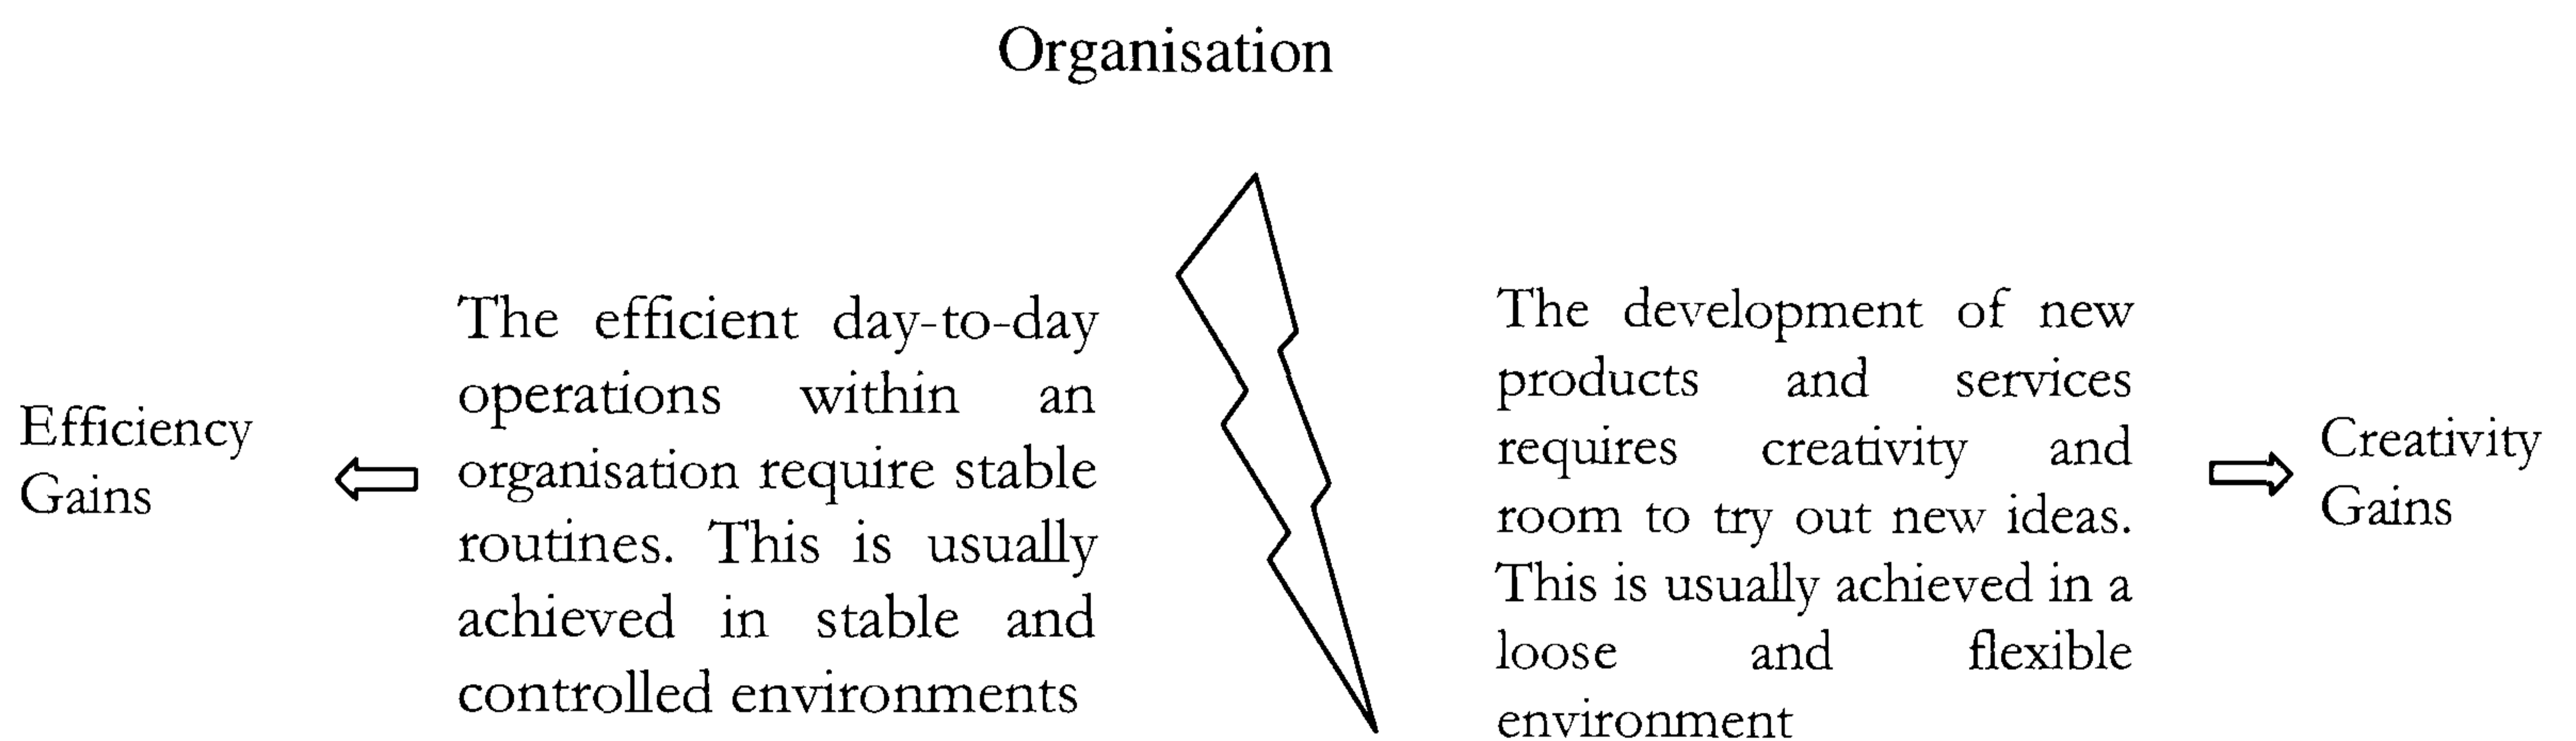 Organisation
Efficiency
Gains
The efficient day-to-day
operations within an
organisation require stable
routines. This is usually
achieved in stable and
controlled environments
The development of new
products and services
requires creativity and
room to try out new ideas.
This is usually achieved in a
loose and flexible
environment
Creativity
Gains